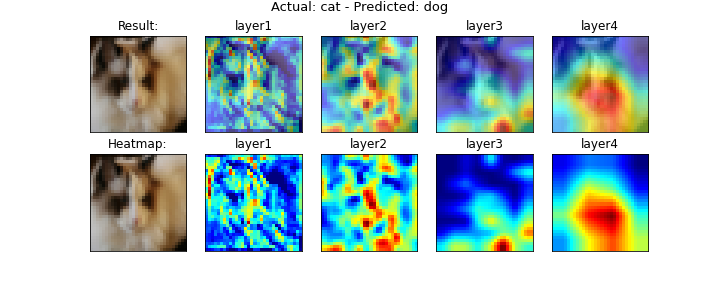 Actual: cat - Predicted: dog
Result: layer1 layer2 layer3 layer4
Heatmap: layer1 layer2 layer3 layer4